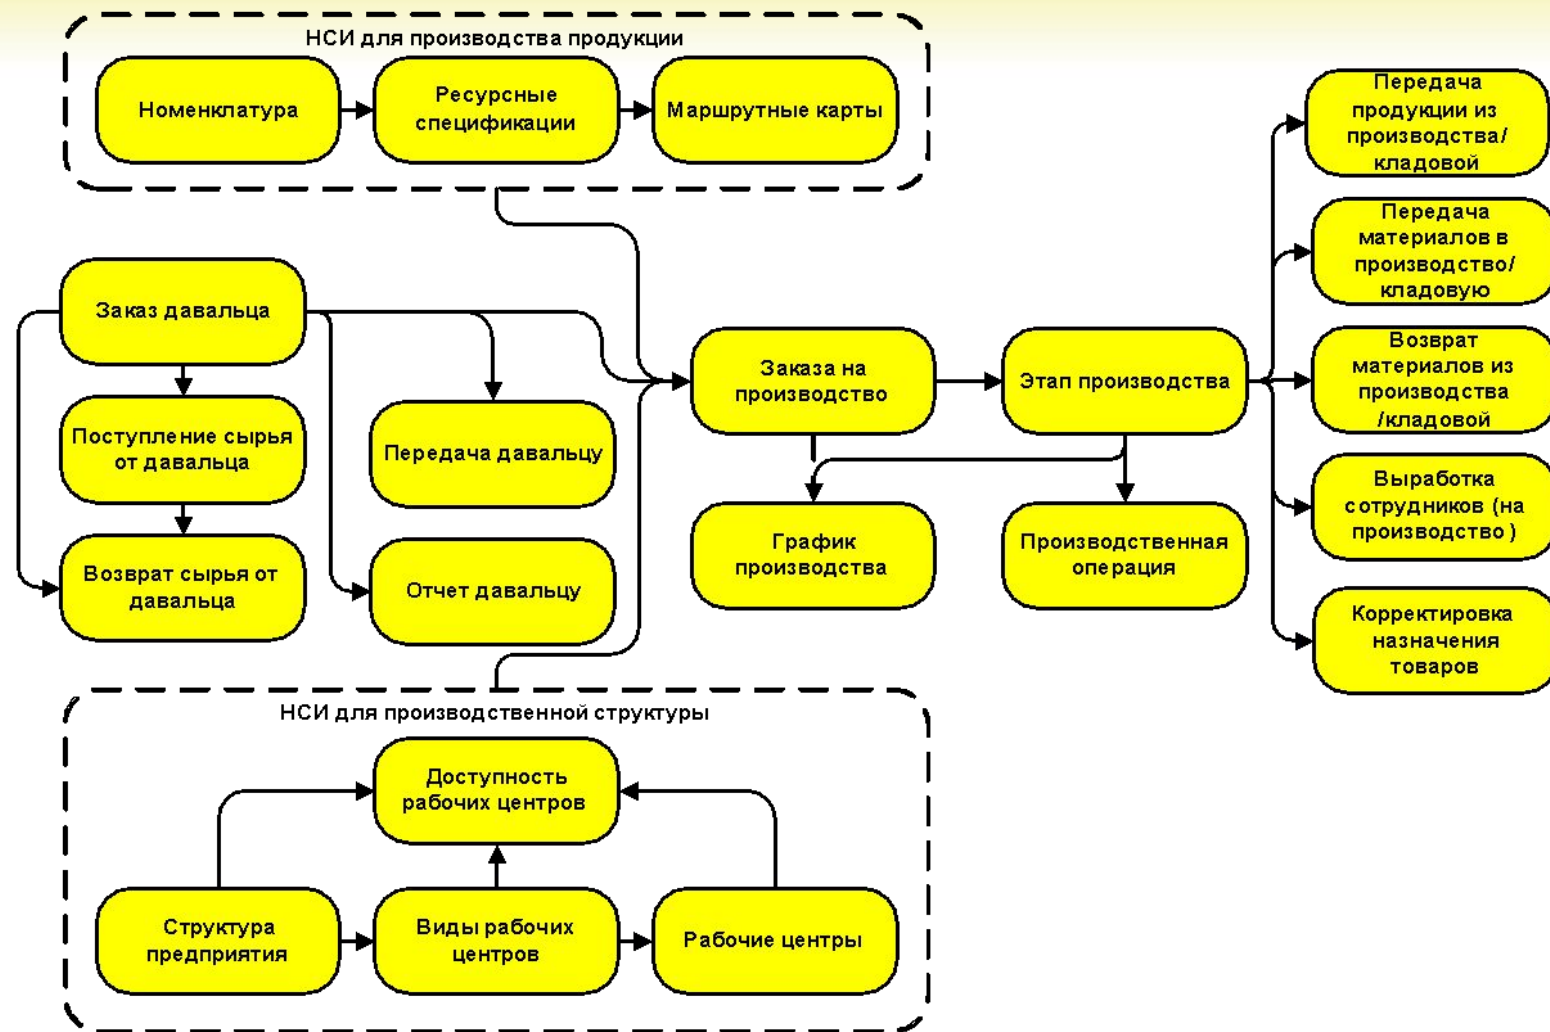 НСИ для производства продукции
Номенклатура
Ресурсные
спецификации
Маршрутные карты
Передача
продукции из
производства/
кладовой
Передача
материалов в
производство/
кладовую
Заказ давальца
Возврат
материалов из
производства
/кладовой
Заказа на
производство
Этап производства
Поступление сырья
от давальца
Передача давальцу
Выработка
сотрудников (на
производство )
График
производства
Производственная
операция
Возврат сырья от
давальца
Отчет давальцу
Корректировка
назначения
товаров
НСИ для производственной структуры
Доступность
рабочих центров
Структура
предприятия
Виды рабочих
центров
Рабочие центры